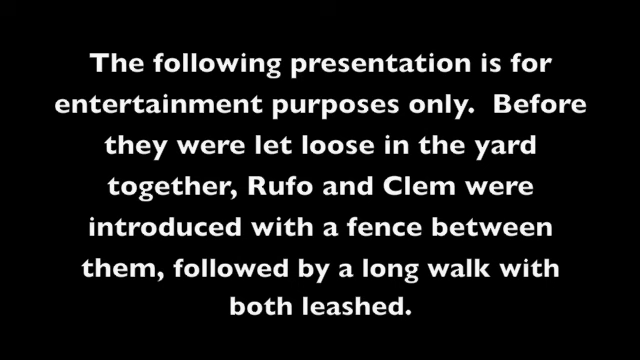 The following presentation is for
entertainment purposes only.  Before
they were let loose in the yard
together, Rufo and Clem were
introduced with a fence between
them, followed by a long walk with
both leashed.